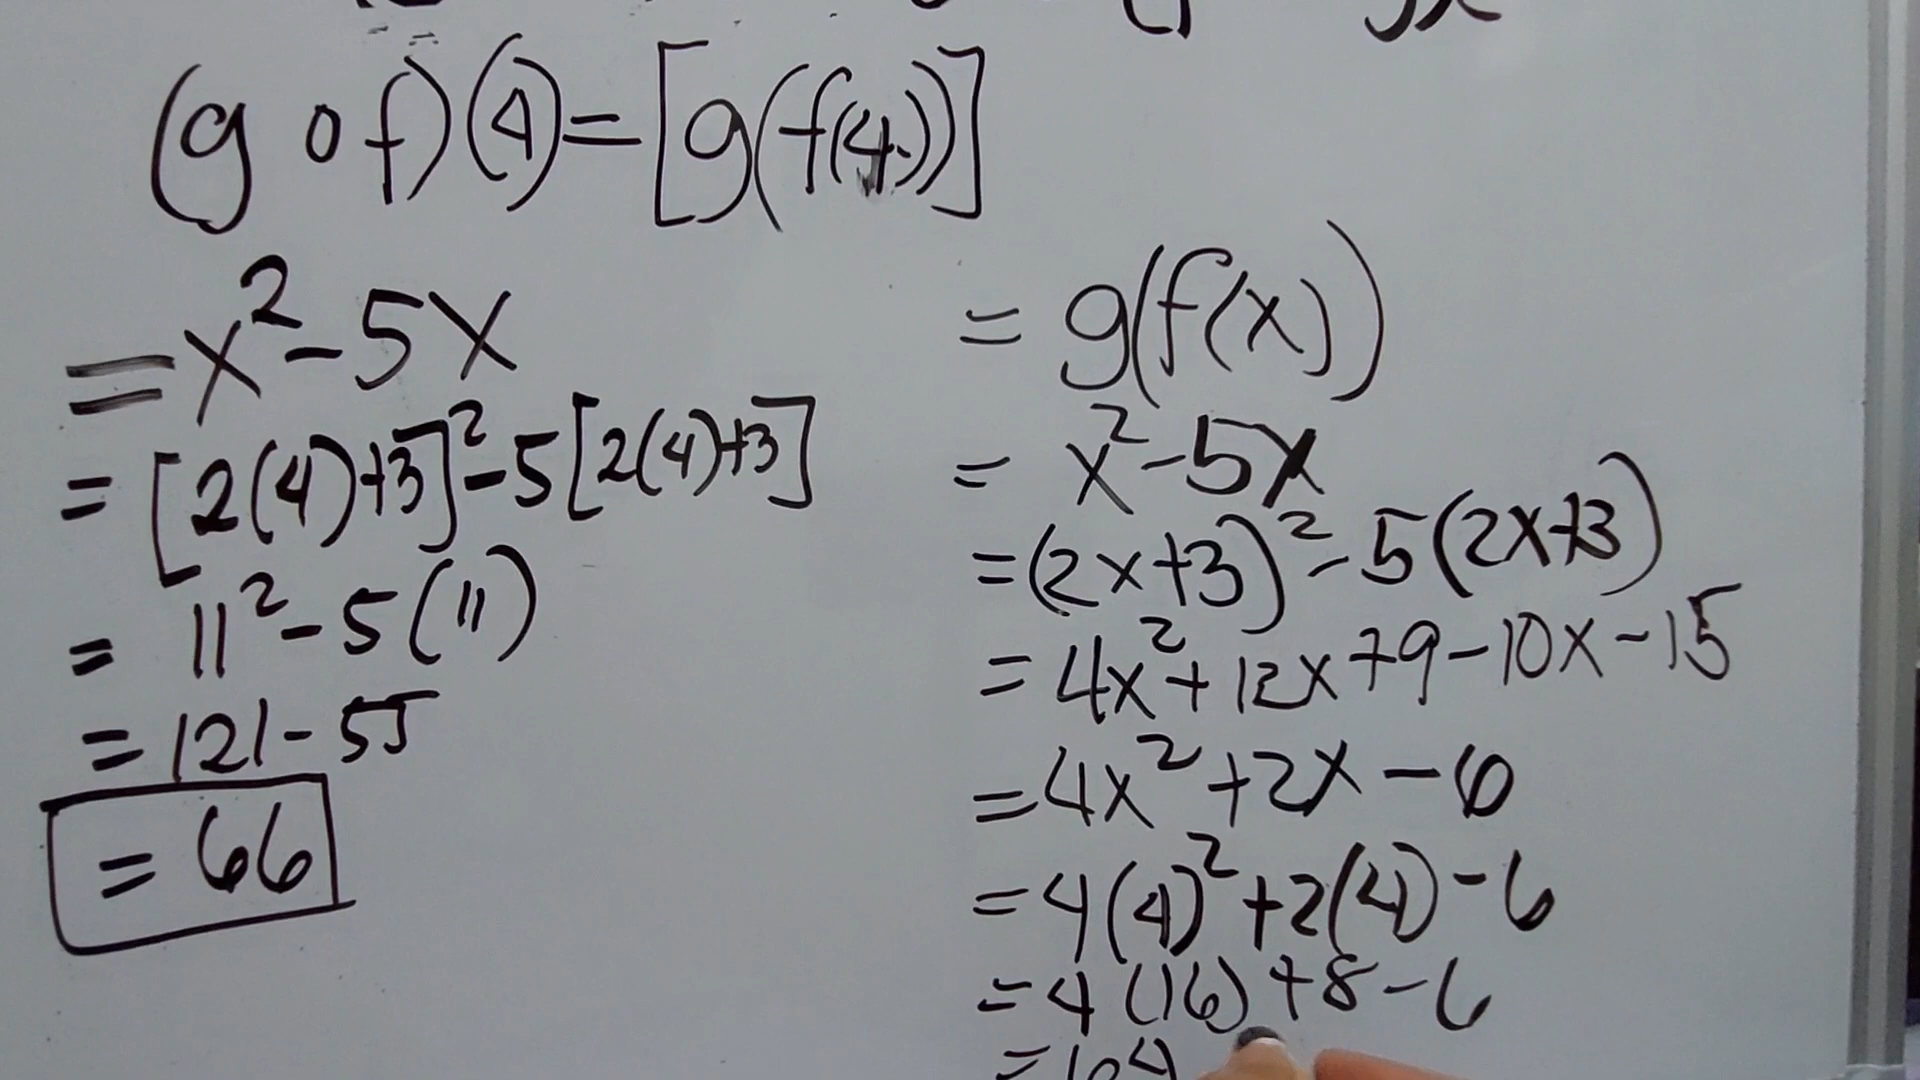 (g o f)(4) = [g(f(4))]
= x² - 5x
= [2(4)+3]² - 5[2(4)+3]
= 11² - 5(11)
= 121 - 55
= 66
= g(f(x))
= x² - 5x
= (2x+3)² - 5(2x+3)
= 4x² + 12x + 9 - 10x - 15
= 4x² + 2x - 6
= 4(4)² + 2(4) - 6
= 4(16) + 8 - 6
= 64